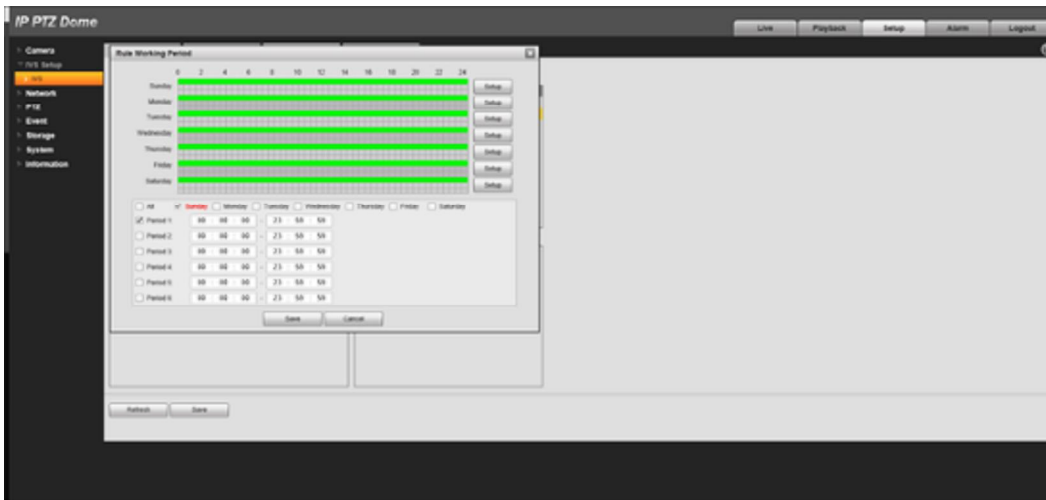 IP PTZ Dome
Live Playback Setup Alarm Logout
Camera
IVS Setup
IVS
Network
PTZ
Event
Storage
System
Information
Rule Working Period
0 2 4 6 8 10 12 14 16 18 20 22 24
Sunday Setup
Monday Setup
Tuesday Setup
Wednesday Setup
Thursday Setup
Friday Setup
Saturday Setup
All Sunday Monday Tuesday Wednesday Thursday Friday Saturday
Period 1 00 : 00 : 00 - 23 : 59 : 59
Period 2 00 : 00 : 00 - 23 : 59 : 59
Period 3 00 : 00 : 00 - 23 : 59 : 59
Period 4 00 : 00 : 00 - 23 : 59 : 59
Period 5 00 : 00 : 00 - 23 : 59 : 59
Period 6 00 : 00 : 00 - 23 : 59 : 59
Save Cancel
Refresh Save